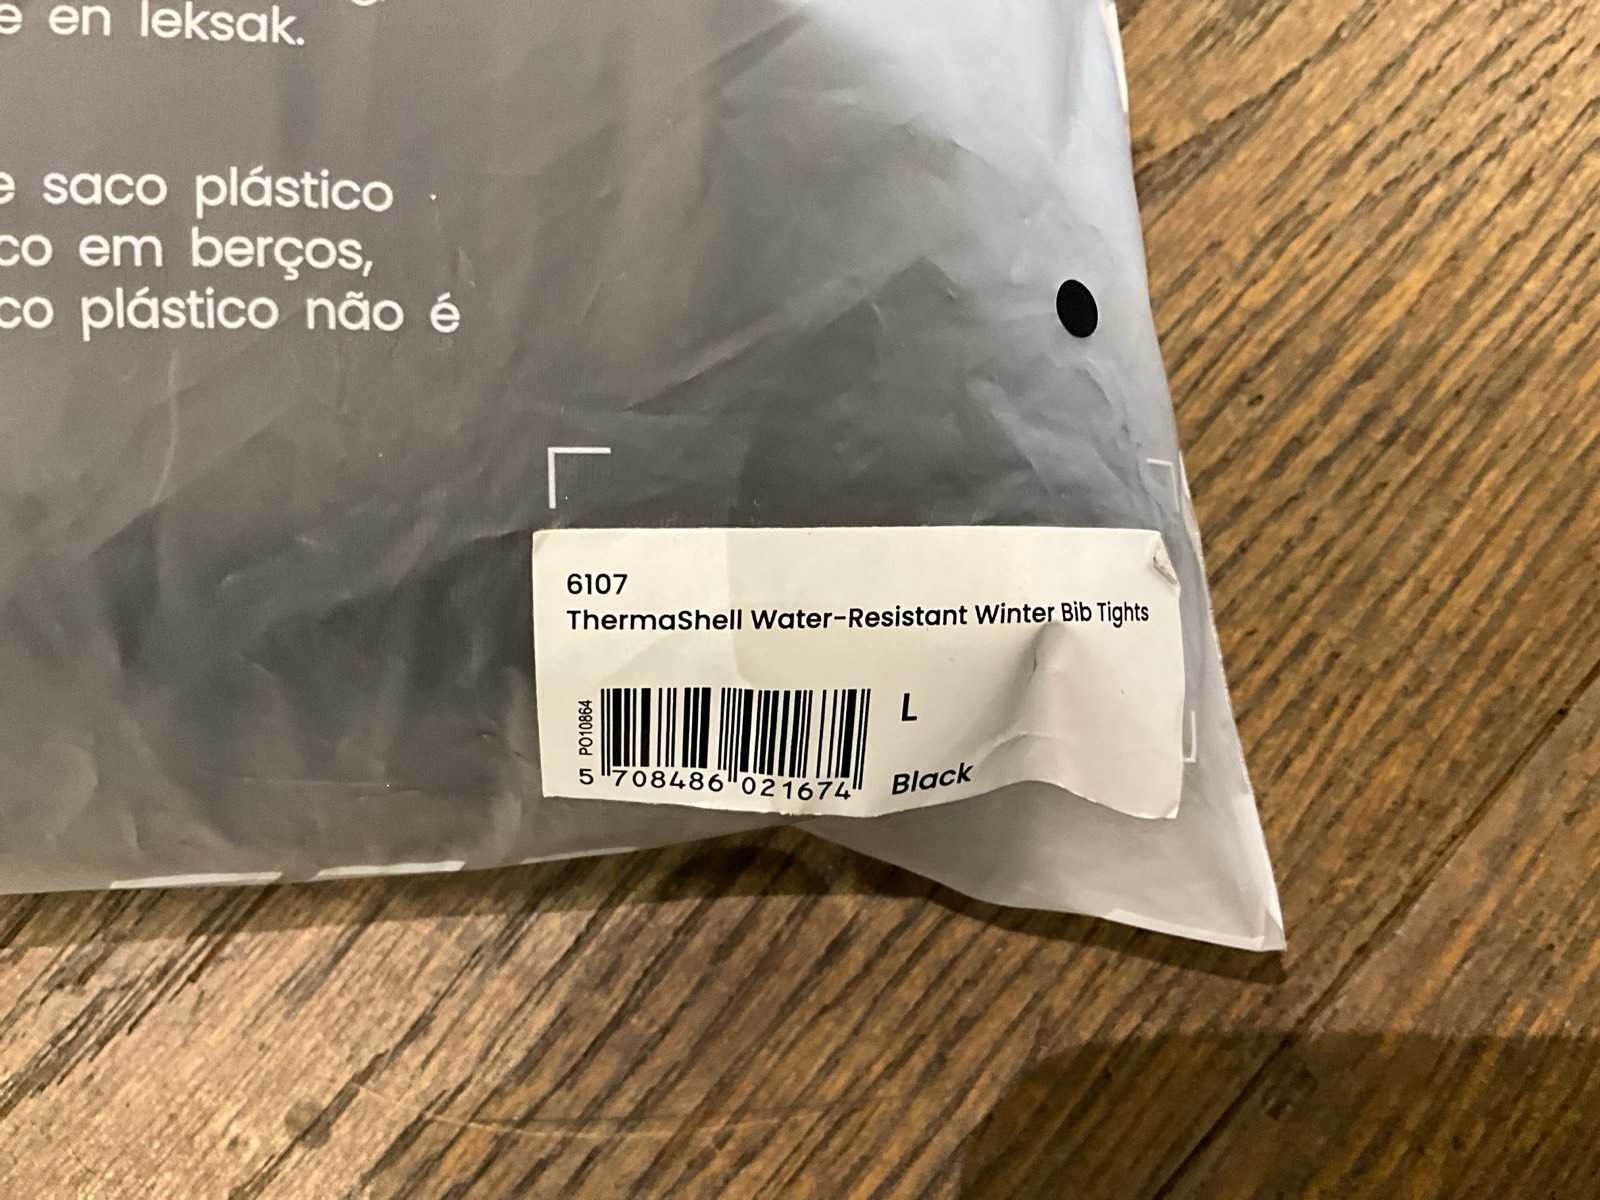 e en leksak.
e saco plástico
co em berços,
co plástico não é
6107
ThermaShell Water-Resistant Winter Bib Tights
PO10864
L
5 708486 021674
Black